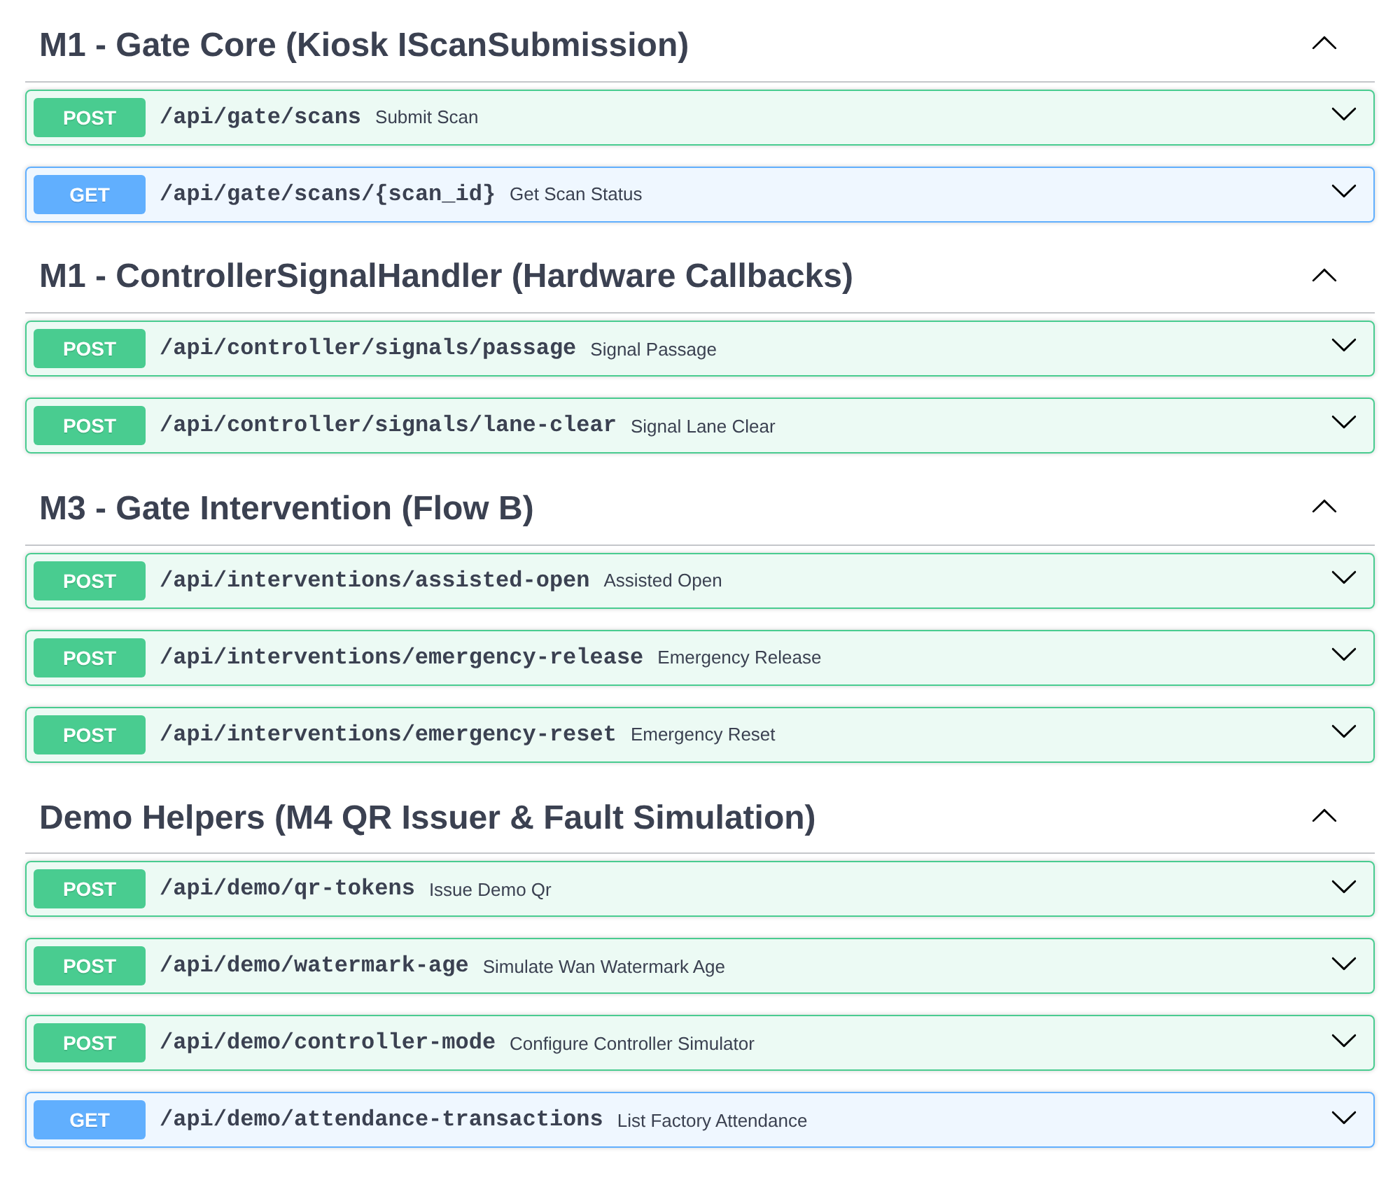 M1 - Gate Core (Kiosk IScanSubmission)
POST /api/gate/scans Submit Scan
GET /api/gate/scans/{scan_id} Get Scan Status
M1 - ControllerSignalHandler (Hardware Callbacks)
POST /api/controller/signals/passage Signal Passage
POST /api/controller/signals/lane-clear Signal Lane Clear
M3 - Gate Intervention (Flow B)
POST /api/interventions/assisted-open Assisted Open
POST /api/interventions/emergency-release Emergency Release
POST /api/interventions/emergency-reset Emergency Reset
Demo Helpers (M4 QR Issuer & Fault Simulation)
POST /api/demo/qr-tokens Issue Demo Qr
POST /api/demo/watermark-age Simulate Wan Watermark Age
POST /api/demo/controller-mode Configure Controller Simulator
GET /api/demo/attendance-transactions List Factory Attendance